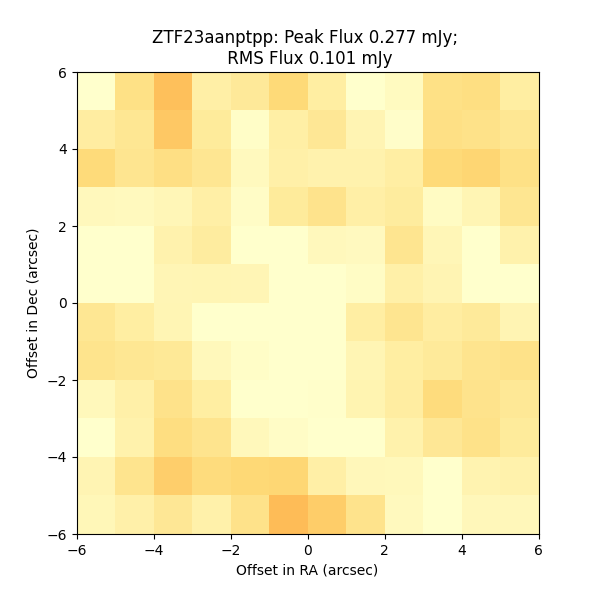 ZTF23aanptpp: Peak Flux 0.277 mJy;
RMS Flux 0.101 mJy
6
4
2
0
−2
−4
−6
Offset in Dec (arcsec)
−6 −4 −2 0 2 4 6
Offset in RA (arcsec)